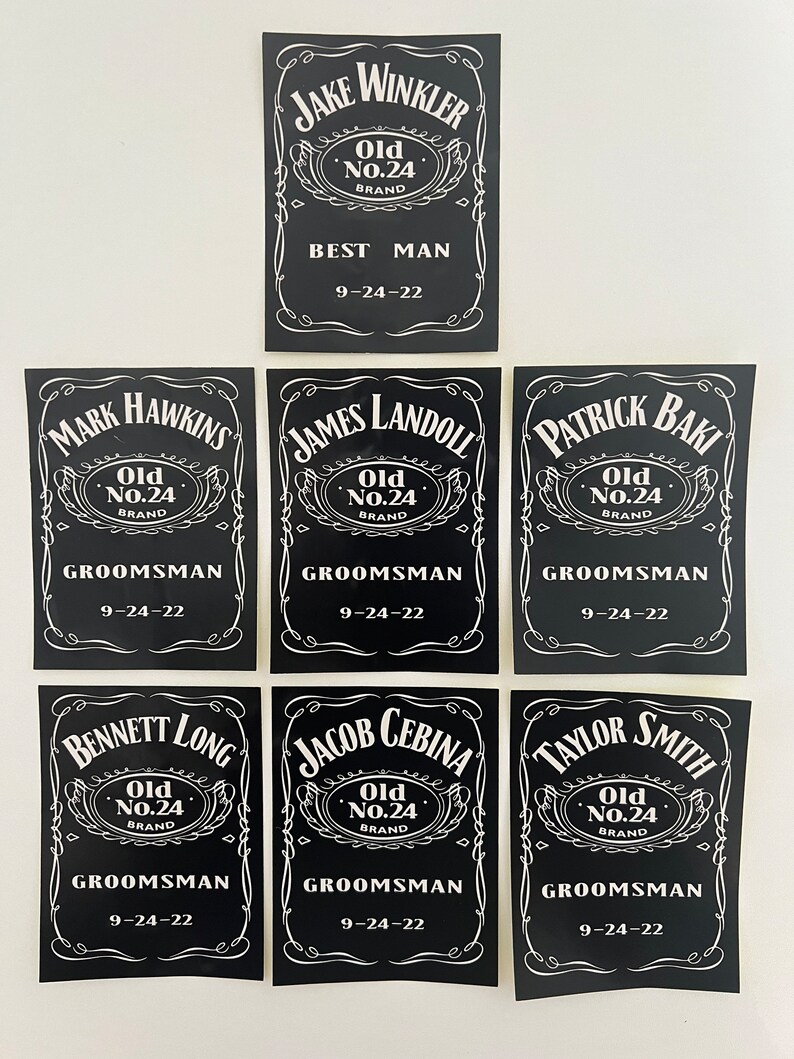 JAKE WINKLER
Old
No.24
BRAND
BEST MAN
9-24-22
MARK HAWKINS
Old
No.24
BRAND
GROOMSMAN
9-24-22
JAMES LANDOLL
Old
No.24
BRAND
GROOMSMAN
9-24-22
PATRICK BAKI
Old
No.24
BRAND
GROOMSMAN
9-24-22
BENNETT LONG
Old
No.24
BRAND
GROOMSMAN
9-24-22
JACOB CEBINA
Old
No.24
BRAND
GROOMSMAN
9-24-22
TAYLOR SMITH
Old
No.24
BRAND
GROOMSMAN
9-24-22